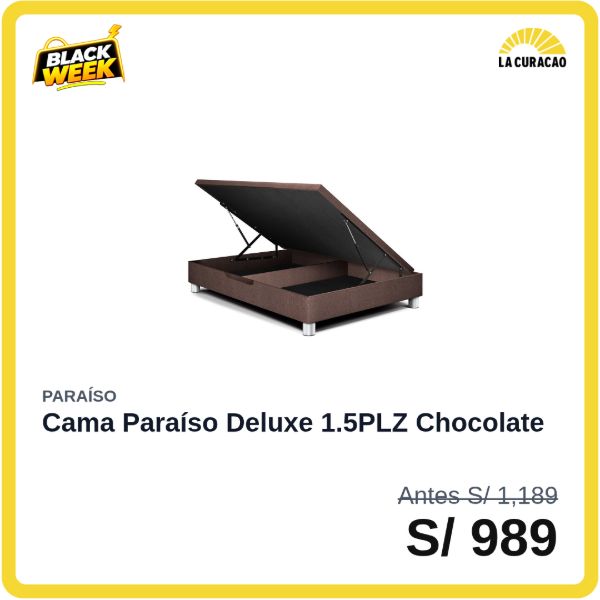 BLACK
WEEK
LA CURACAO
PARAÍSO
Cama Paraíso Deluxe 1.5PLZ Chocolate
Antes S/ 1,189
S/ 989